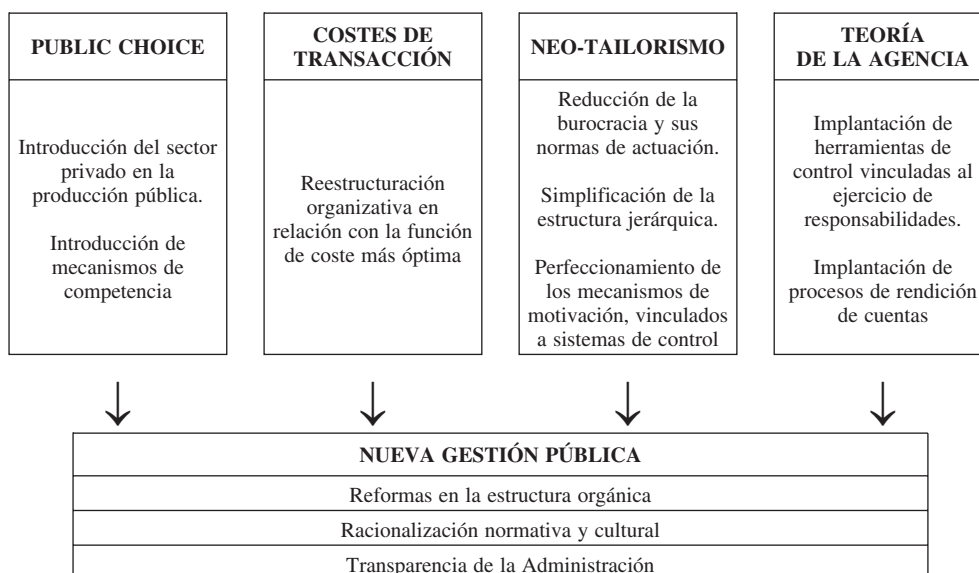 PUBLIC CHOICE
Introducción del sector
privado en la
producción pública.
Introducción de
mecanismos de
competencia
COSTES DE
TRANSACCIÓN
Reestructuración
organizativa en
relación con la función
de coste más óptima
NEO-TAILORISMO
Reducción de la
burocracia y sus
normas de actuación.
Simplificación de la
estructura jerárquica.
Perfeccionamiento de
los mecanismos de
motivación, vinculados
a sistemas de control
TEORÍA
DE LA AGENCIA
Implantación de
herramientas de
control vinculadas al
ejercicio de
responsabilidades.
Implantación de
procesos de rendición
de cuentas
NUEVA GESTIÓN PÚBLICA
Reformas en la estructura orgánica
Racionalización normativa y cultural
Transparencia de la Administración